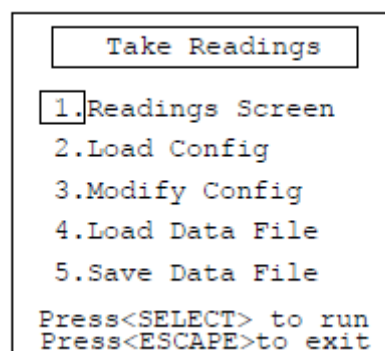 Take Readings
1.Readings Screen
2.Load Config
3.Modify Config
4.Load Data File
5.Save Data File
Press<SELECT> to run
Press<ESCAPE>to exit